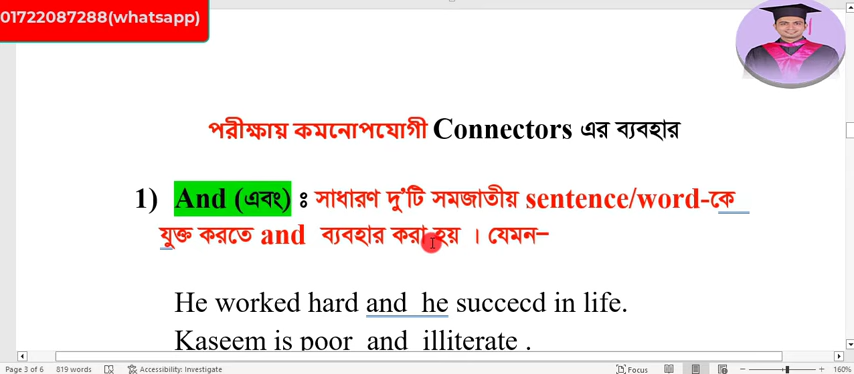 01722087288(whatsapp)
পরীক্ষায় কমনোপযোগী Connectors এর ব্যবহার
1) And (এবং) ঃ সাধারণ দু'টি সমজাতীয় sentence/word-কে
যুক্ত করতে and ব্যবহার করা হয় । যেমন–
He worked hard and he succecd in life.
Kaseem is poor and illiterate .
Page 3 of 6 819 words Accessibility: Investigate Focus 160%